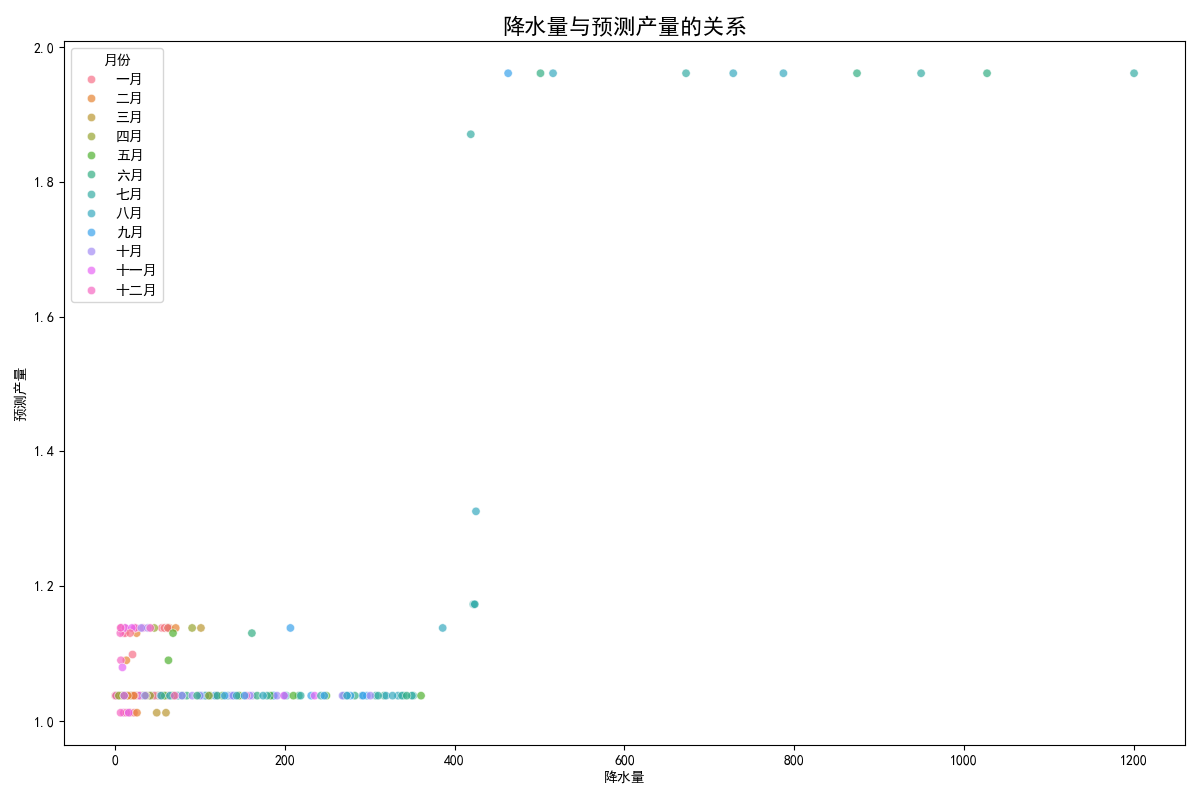 降水量与预测产量的关系
月份
一月
二月
三月
四月
五月
六月
七月
八月
九月
十月
十一月
十二月
预测产量
2.0
1.8
1.6
1.4
1.2
1.0
0
200
400
600
800
1000
1200
降水量